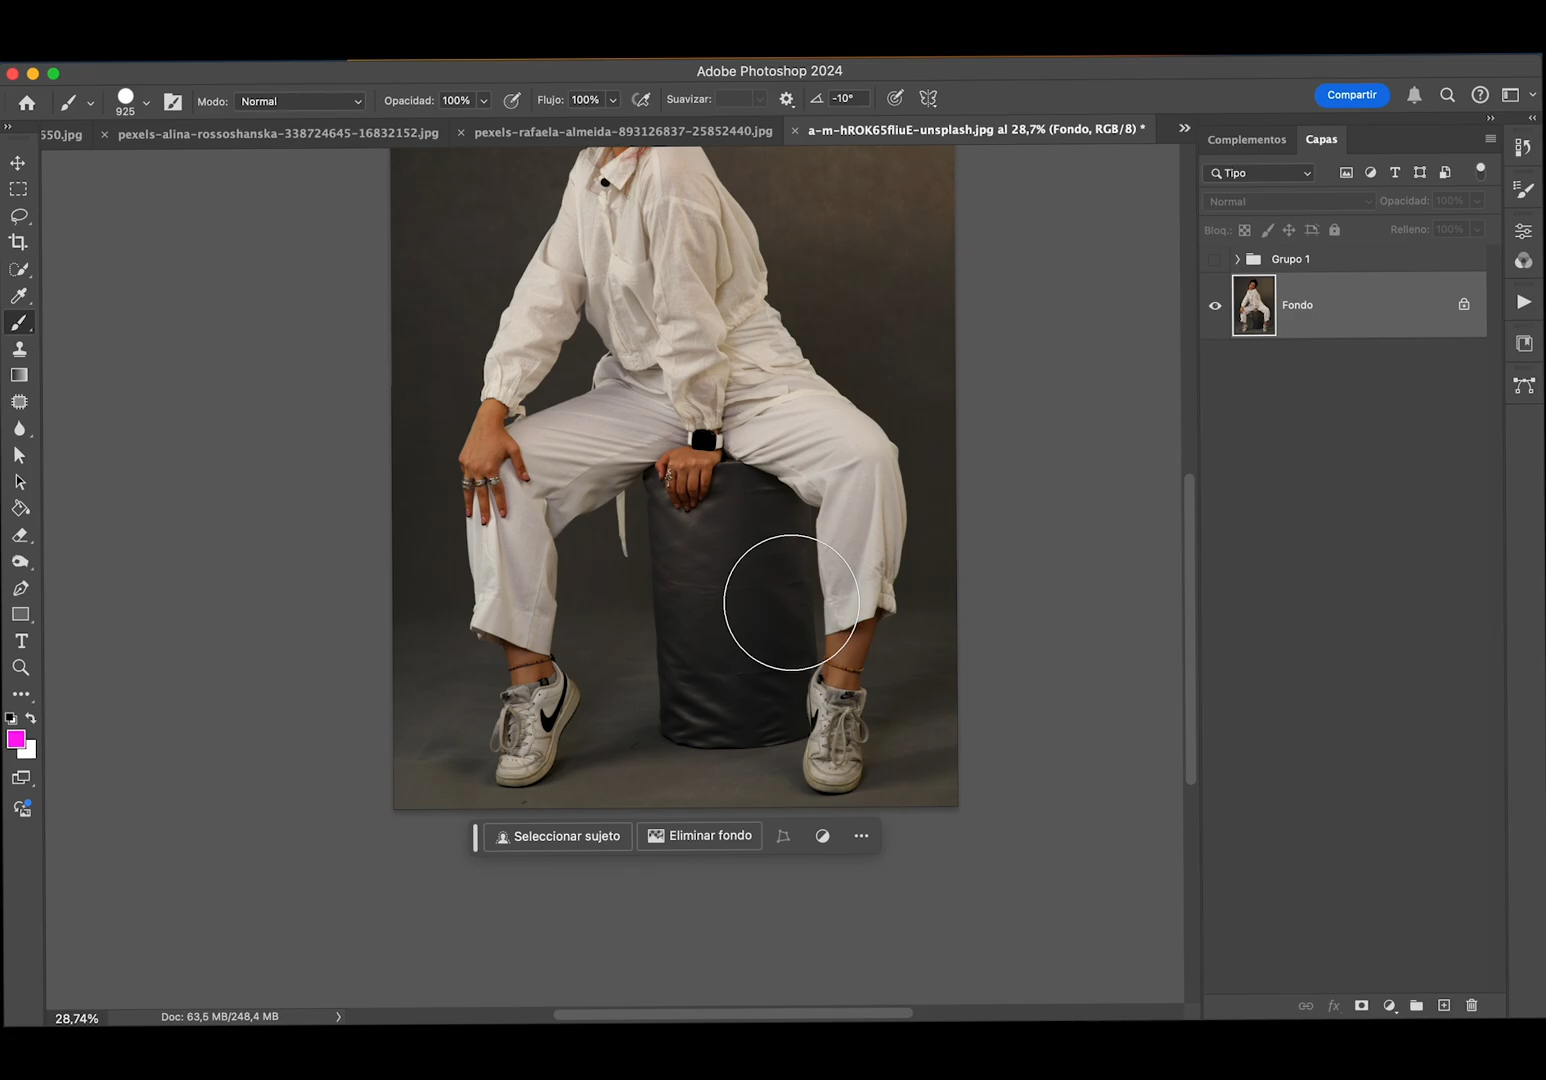 Adobe Photoshop 2024
925
Modo: Normal
Opacidad: 100%
Flujo: 100%
Suavizar:
-10°
Compartir
550.jpg
× pexels-alina-rossoshanska-338724645-16832152.jpg
× pexels-rafaela-almeida-893126837-25852440.jpg
× a-m-hROK65fliuE-unsplash.jpg al 28,7% (Fondo, RGB/8) *
Complementos
Capas
Tipo
Normal
Opacidad: 100%
Bloq.:
Relleno: 100%
Grupo 1
Fondo
Seleccionar sujeto
Eliminar fondo
28,74%
Doc: 63,5 MB/248,4 MB